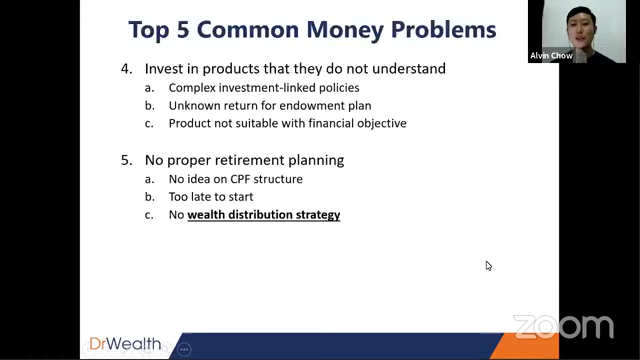 Top 5 Common Money Problems
Alvin Chow
4. Invest in products that they do not understand
a. Complex investment-linked policies
b. Unknown return for endowment plan
c. Product not suitable with financial objective
5. No proper retirement planning
a. No idea on CPF structure
b. Too late to start
c. No wealth distribution strategy
DrWealth
zoom